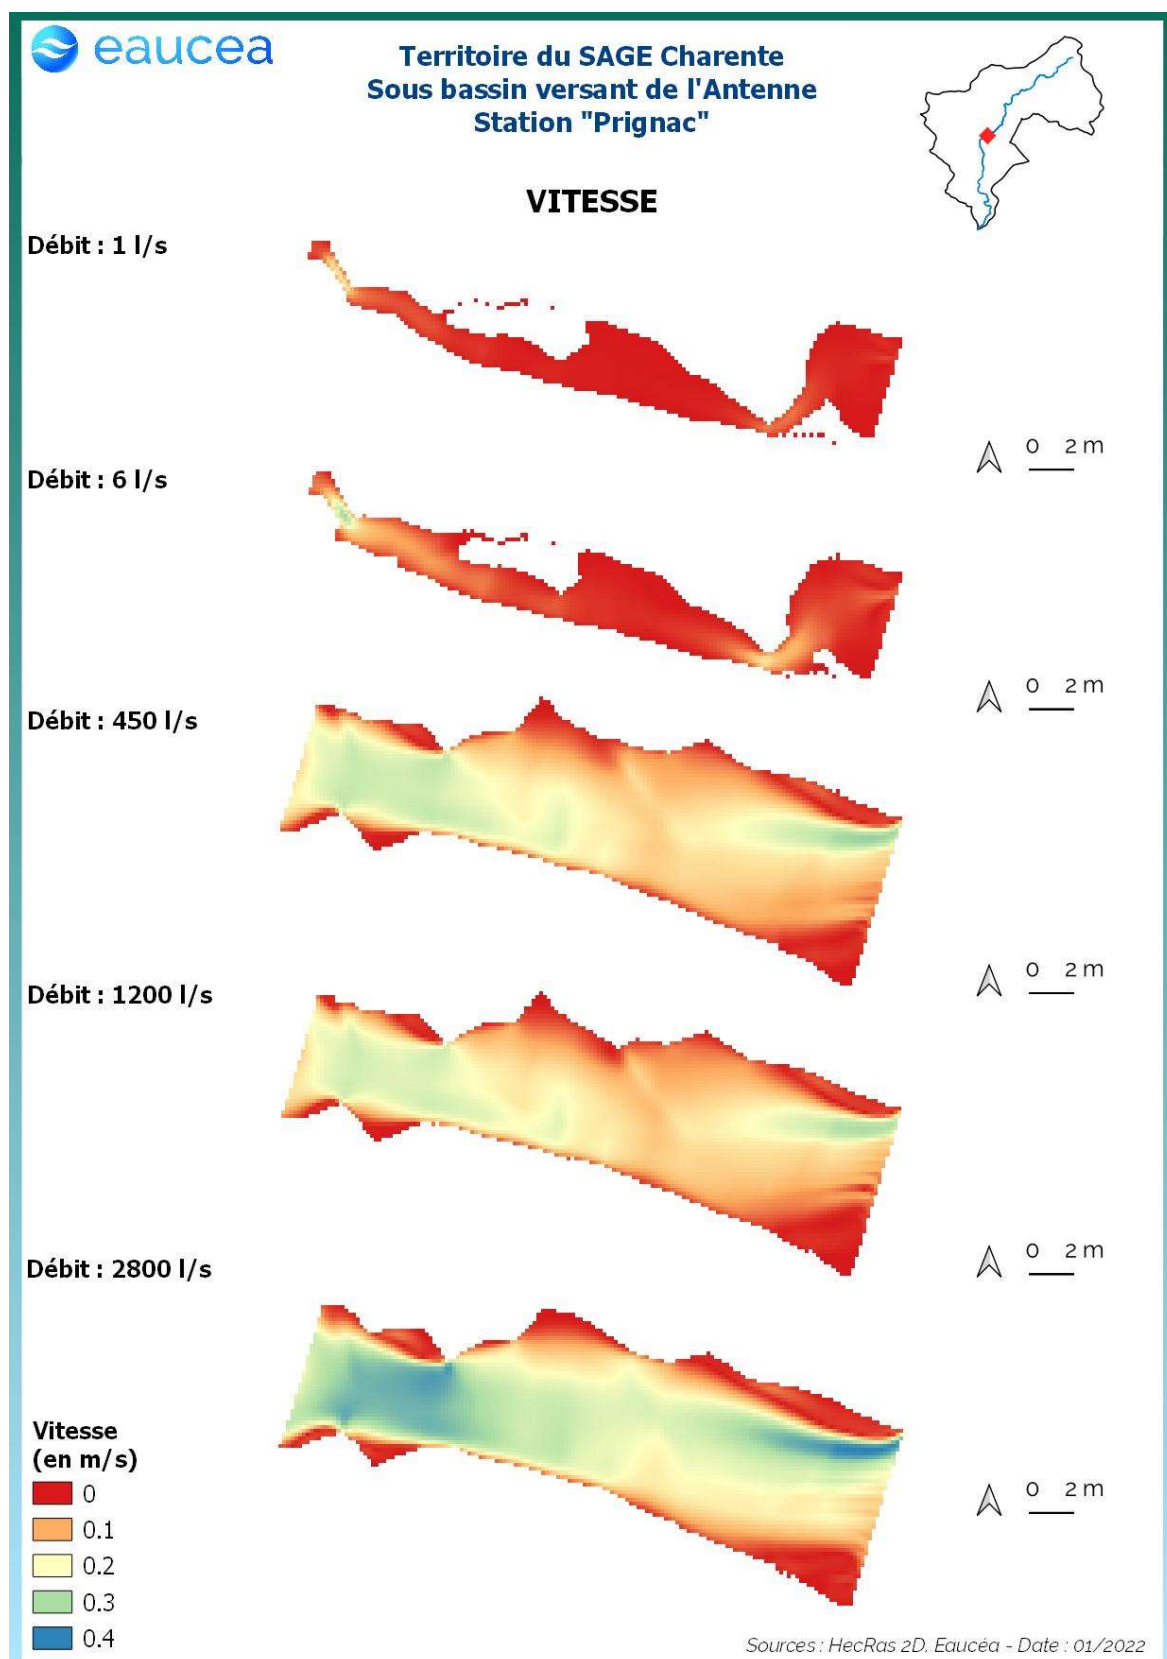 eaucea
Territoire du SAGE Charente
Sous bassin versant de l'Antenne
Station "Prignac"
VITESSE
Débit : 1 l/s
0 2 m
Débit : 6 l/s
0 2 m
Débit : 450 l/s
0 2 m
Débit : 1200 l/s
0 2 m
Débit : 2800 l/s
0 2 m
Vitesse
(en m/s)
0
0.1
0.2
0.3
0.4
Sources : HecRas 2D, Eaucéa - Date : 01/2022